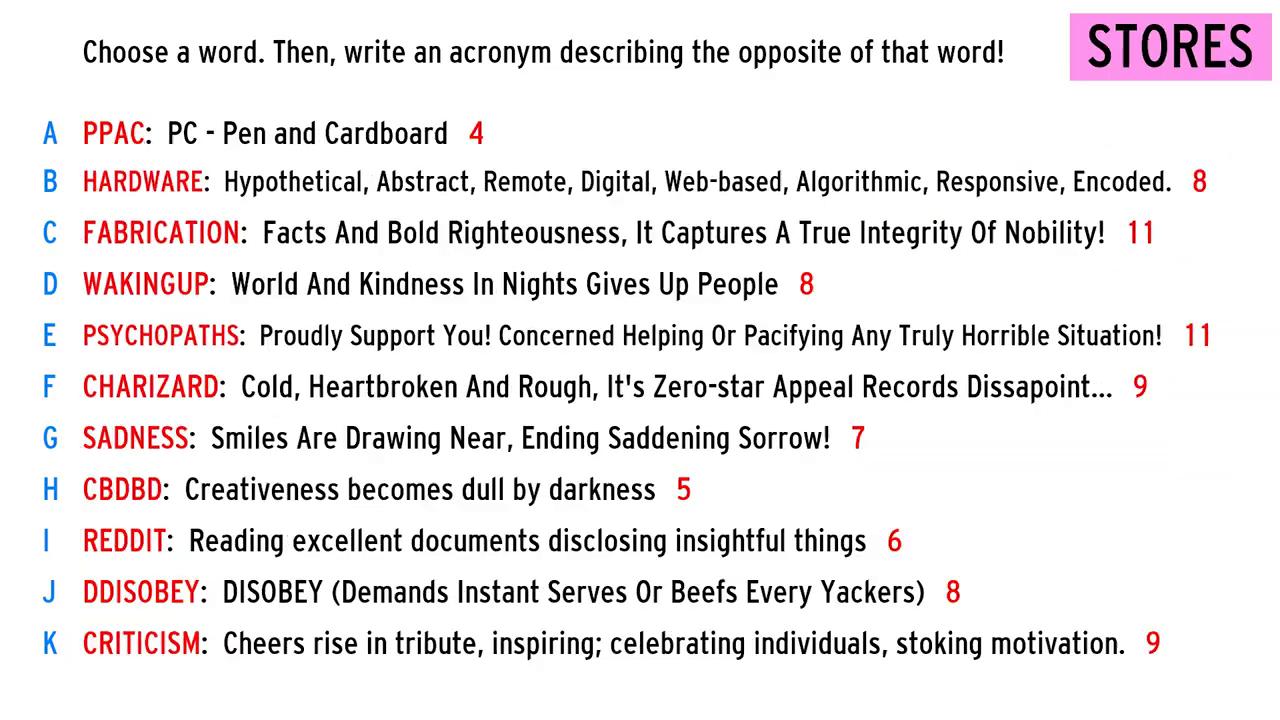 Choose a word. Then, write an acronym describing the opposite of that word!
STORES
A PPAC: PC - Pen and Cardboard 4
B HARDWARE: Hypothetical, Abstract, Remote, Digital, Web-based, Algorithmic, Responsive, Encoded. 8
C FABRICATION: Facts And Bold Righteousness, It Captures A True Integrity Of Nobility! 11
D WAKINGUP: World And Kindness In Nights Gives Up People 8
E PSYCHOPATHS: Proudly Support You! Concerned Helping Or Pacifying Any Truly Horrible Situation! 11
F CHARIZARD: Cold, Heartbroken And Rough, It's Zero-star Appeal Records Dissapoint... 9
G SADNESS: Smiles Are Drawing Near, Ending Saddening Sorrow! 7
H CBDBD: Creativeness becomes dull by darkness 5
I REDDIT: Reading excellent documents disclosing insightful things 6
J DDISOBEY: DISOBEY (Demands Instant Serves Or Beefs Every Yackers) 8
K CRITICISM: Cheers rise in tribute, inspiring; celebrating individuals, stoking motivation. 9